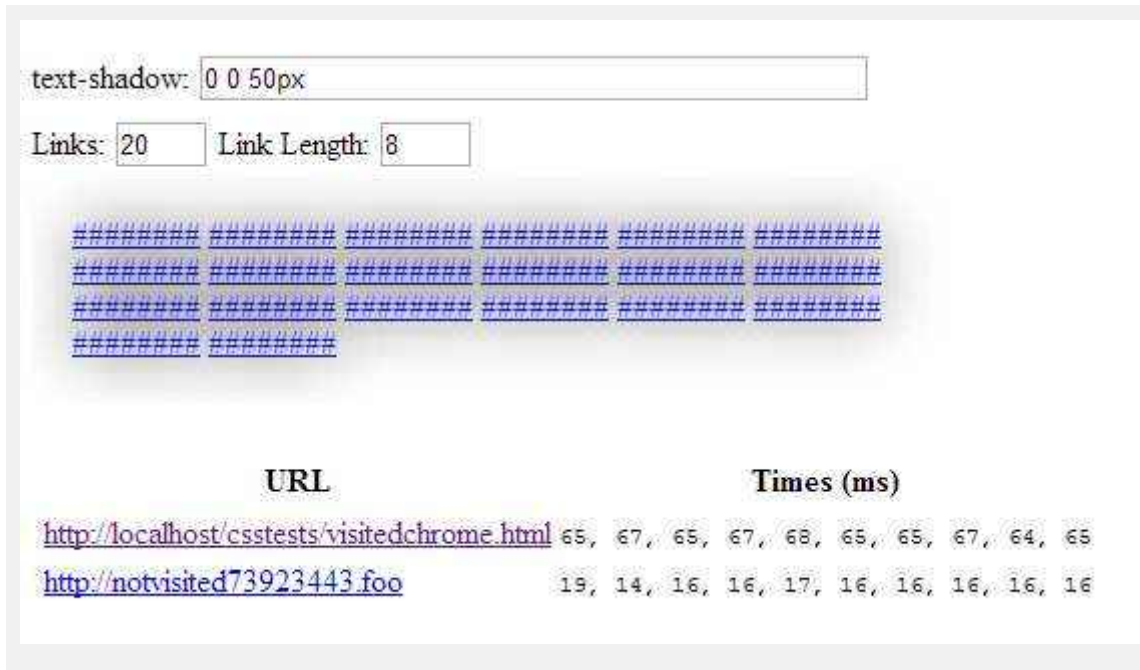 text-shadow: 0 0 50px
Links: 20 Link Length: 8
######## ######## ######## ######## ######## ########
######## ######## ######## ######## ######## ########
######## ######## ######## ######## ######## ########
######## ########
URL Times (ms)
http://localhost/csstests/visitedchrome.html 65, 67, 65, 67, 68, 65, 65, 67, 64, 65
http://notvisited73923443.foo 19, 14, 16, 16, 17, 16, 16, 16, 16, 16